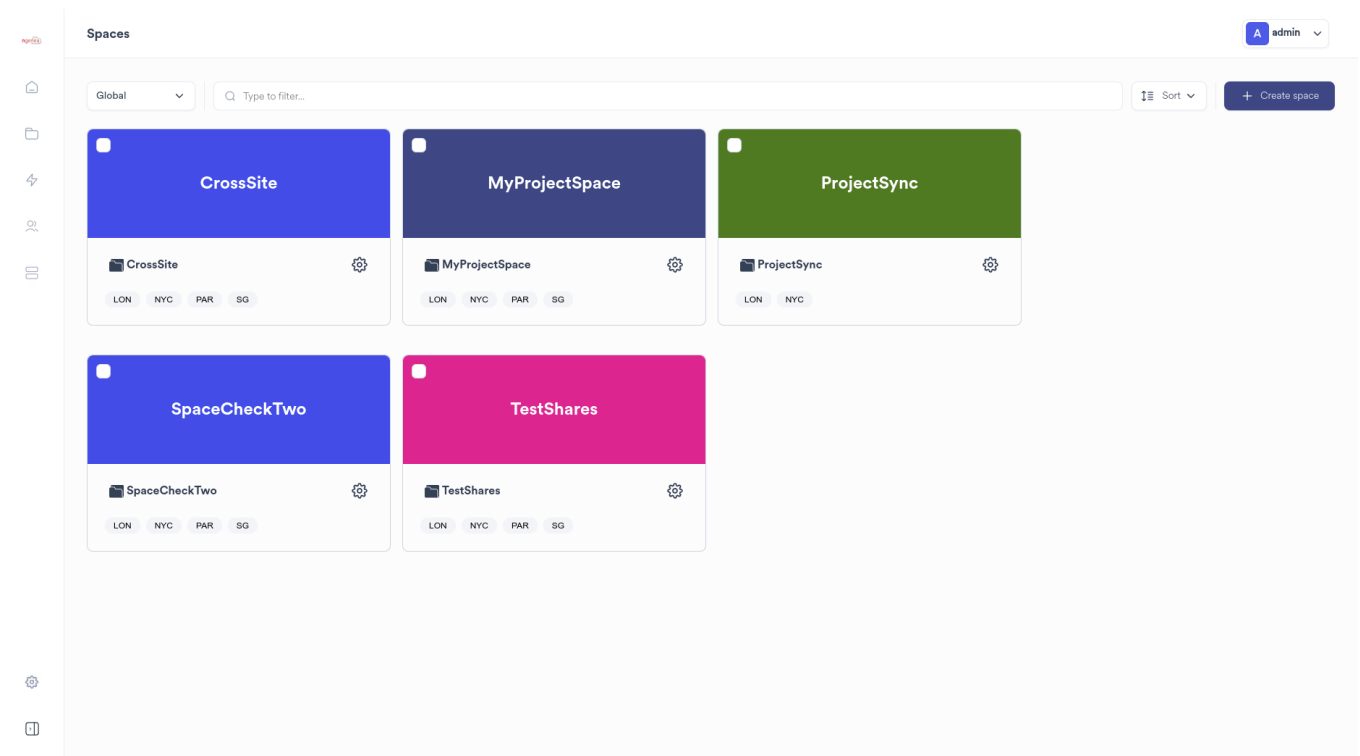 Spaces
A admin
Global
Type to filter...
Sort
Create space
CrossSite
MyProjectSpace
ProjectSync
CrossSite
MyProjectSpace
ProjectSync
LON NYC PAR SG
LON NYC PAR SG
LON NYC
SpaceCheckTwo
TestShares
SpaceCheckTwo
TestShares
LON NYC PAR SG
LON NYC PAR SG